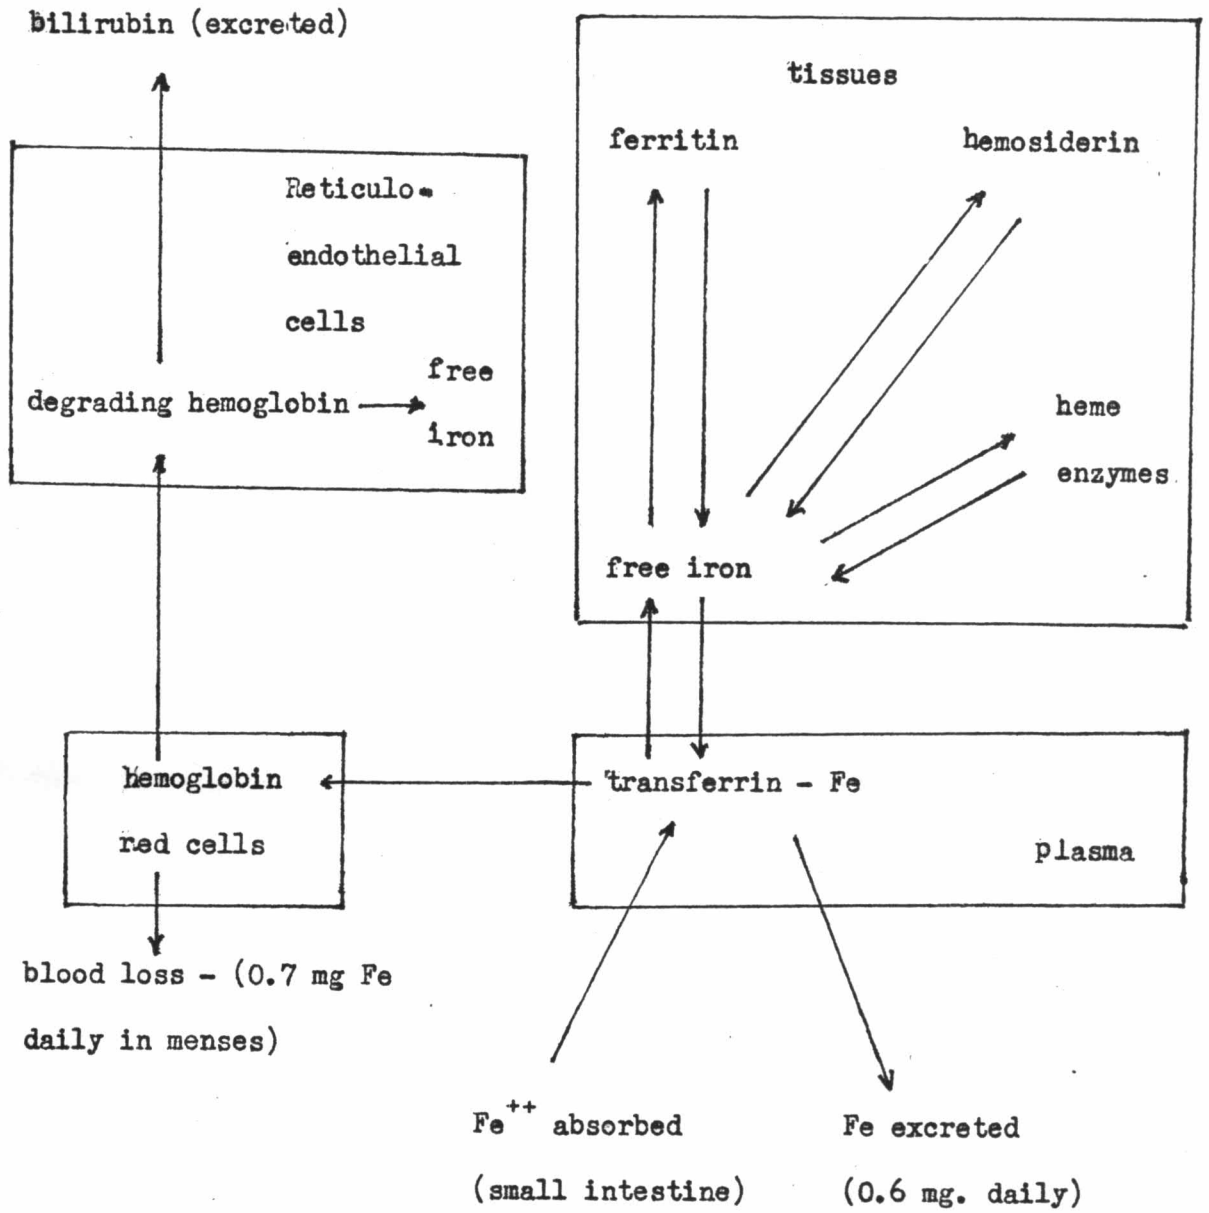 bilirubin (excreted)
tissues
ferritin
hemosiderin
Reticulo-
endothelial
cells
free
degrading hemoglobin
iron
heme
enzymes
free iron
hemoglobin
red cells
transferrin - Fe
plasma
blood loss - (0.7 mg Fe
daily in menses)
Fe++ absorbed
(small intestine)
Fe excreted
(0.6 mg. daily)